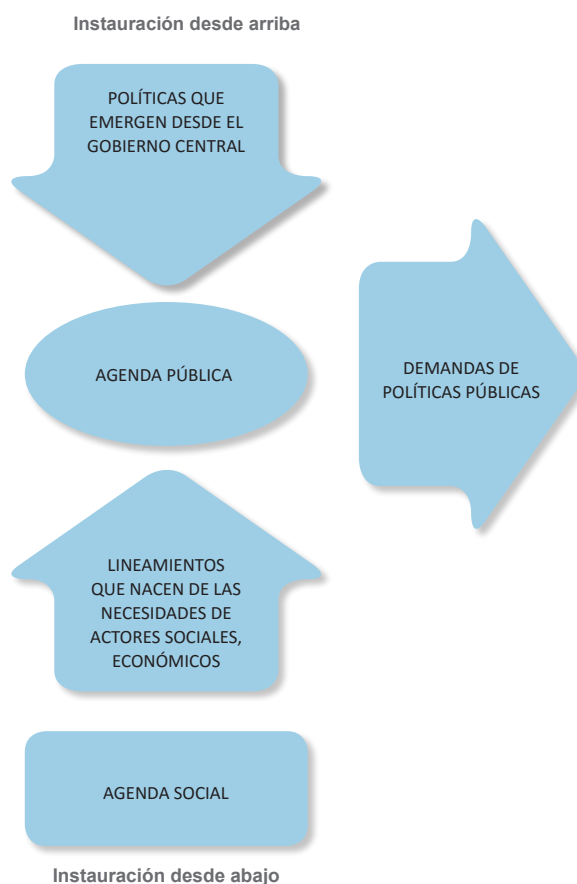 Instauración desde arriba
POLÍTICAS QUE
EMERGEN DESDE EL
GOBIERNO CENTRAL
AGENDA PÚBLICA
DEMANDAS DE
POLÍTICAS PÚBLICAS
LINEAMIENTOS
QUE NACEN DE LAS
NECESIDADES DE
ACTORES SOCIALES,
ECONÓMICOS
AGENDA SOCIAL
Instauración desde abajo